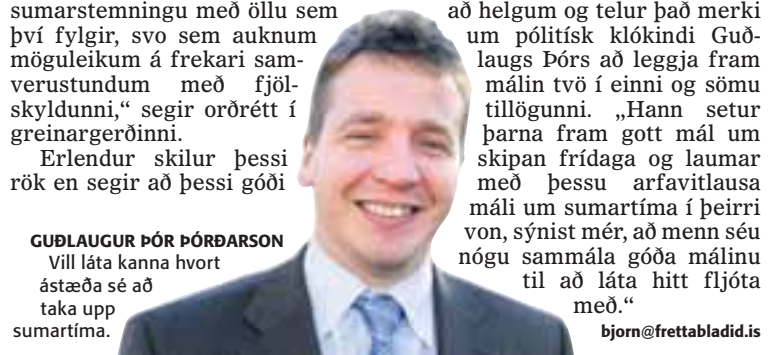 sumarstemningu með öllu sem
því fylgir, svo sem auknum
möguleikum á frekari sam-
verustundum með fjöl-
skyldunni,“ segir orðrétt í
greinargerðinni.
Erlendur skilur þessi
rök en segir að þessi góði
GUÐLAUGUR ÞÓR ÞÓRÐARSON
Vill láta kanna hvort
ástæða sé að
taka upp
sumartíma.
að helgum og telur það merki
um pólitísk klókindi Guð-
laugs Þórs að leggja fram
málin tvö í einni og sömu
tillögunni. „Hann setur
þarna fram gott mál um
skipan frídaga og laumar
með þessu arfavitlausa
máli um sumartíma í þeirri
von, sýnist mér, að menn séu
nógu sammála góða málinu
til að láta hitt fljóta
með.“
bjorn@frettabladid.is